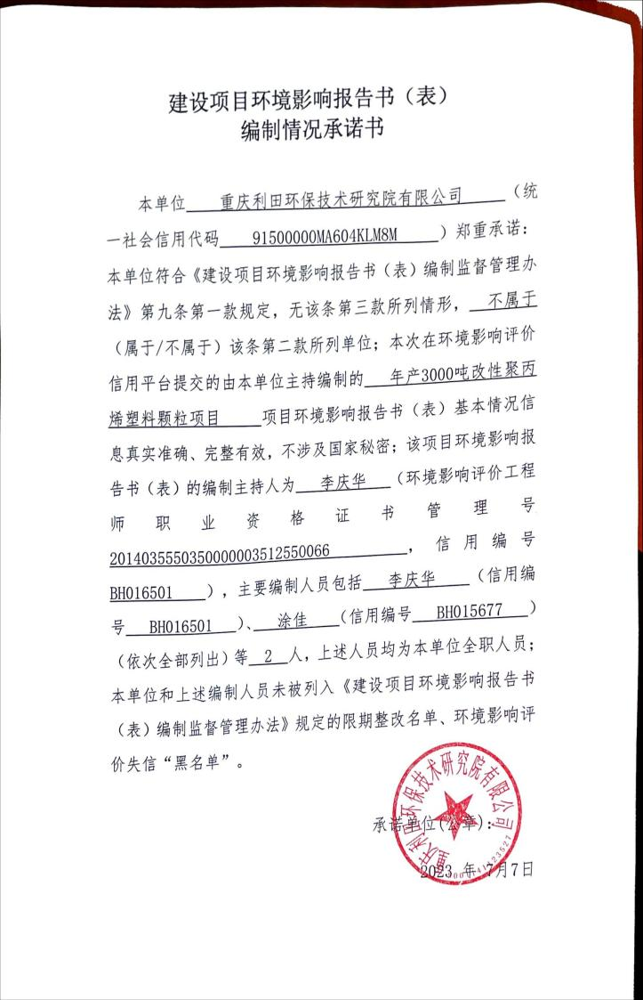 建设项目环境影响报告书（表）
编制情况承诺书
本单位 重庆利田环保技术研究院有限公司 （统
一社会信用代码 91500000MA604KLM8M ）郑重承诺：
本单位符合《建设项目环境影响报告书（表）编制监督管理办
法》第九条第一款规定，无该条第三款所列情形， 不属于
（属于/不属于）该条第二款所列单位；本次在环境影响评价
信用平台提交的由本单位主持编制的 年产3000吨改性聚丙
烯塑料颗粒项目 项目环境影响报告书（表）基本情况信
息真实准确、完整有效，不涉及国家秘密；该项目环境影响报
告书（表）的编制主持人为 李庆华 （环境影响评价工程
师职业资格证书管理号
2014035550350000003512550066 ，信用编号
BH016501 ），主要编制人员包括 李庆华 （信用编
号 BH016501 ）、 涂佳 （信用编号 BH015677 ）
（依次全部列出）等 2 人，上述人员均为本单位全职人员；
本单位和上述编制人员未被列入《建设项目环境影响报告书
（表）编制监督管理办法》规定的限期整改名单、环境影响评
价失信“黑名单”。
重庆利田环保技术研究院有限公司
承诺单位(公章)：
2023 年 7月7日